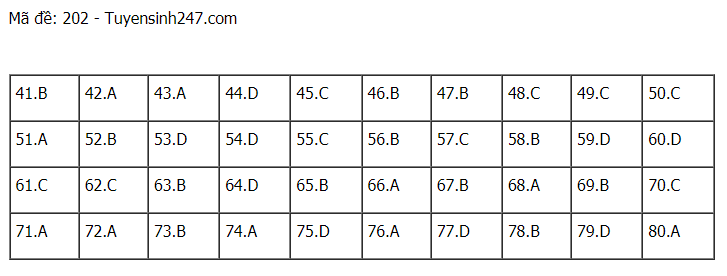 Mã đề: 202 - Tuyensinh247.com
41.B 42.A 43.A 44.D 45.C 46.B 47.B 48.C 49.C 50.C
51.A 52.B 53.D 54.D 55.C 56.B 57.C 58.B 59.D 60.D
61.C 62.C 63.B 64.D 65.B 66.A 67.B 68.A 69.B 70.C
71.A 72.A 73.B 74.A 75.D 76.A 77.D 78.B 79.D 80.A